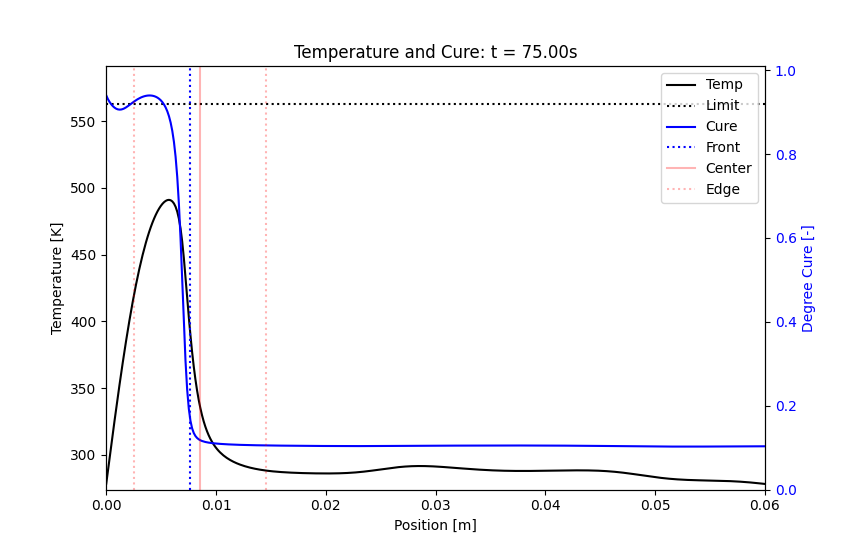 Temperature and Cure: t = 75.00s
Temperature [K]
550
500
450
400
350
300
Temp
Limit
Cure
Front
Center
Edge
1.0
0.8
0.6
0.4
0.2
0.0
Degree Cure [-]
0.00 0.01 0.02 0.03 0.04 0.05 0.06
Position [m]